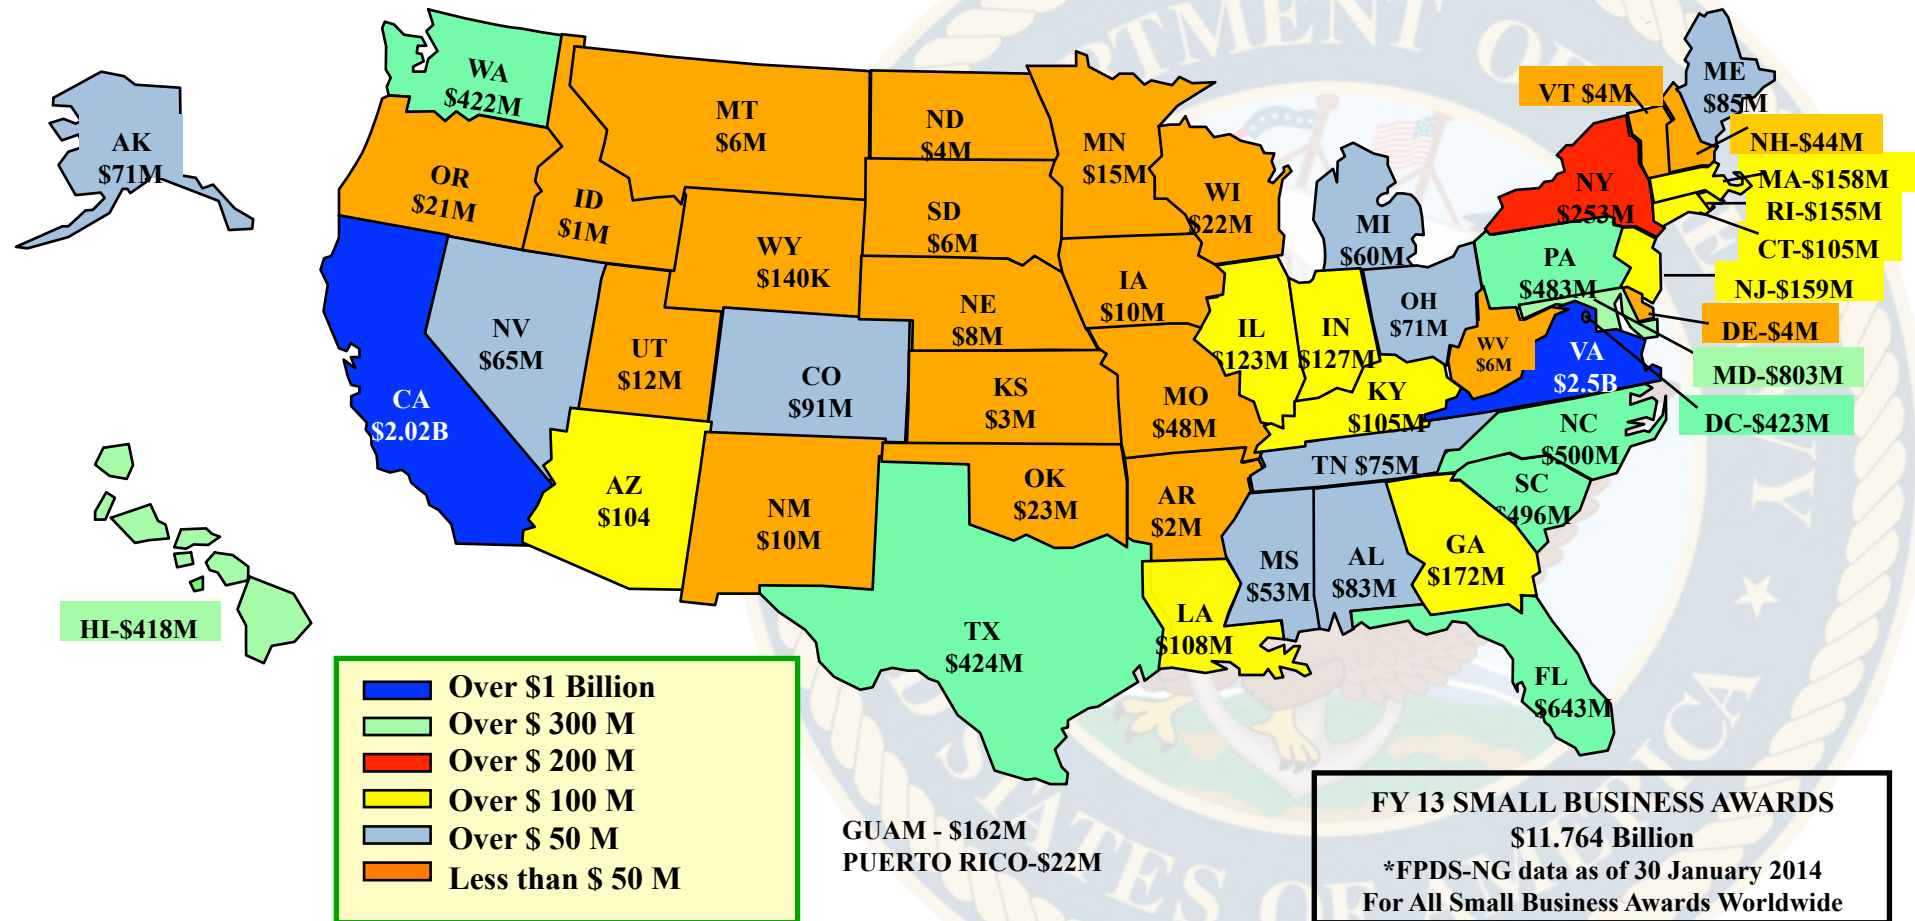 WA
$422M
MT
$6M
ND
$4M
MN
$15M
VT $4M
ME
$85M
AK
$71M
OR
$21M
ID
$1M
WY
$140K
SD
$6M
WI
$22M
MI
$60M
NY
$253M
NH-$44M
MA-$158M
RI-$155M
CT-$105M
NJ-$159M
DE-$4M
MD-$803M
DC-$423M
NV
$65M
UT
$12M
CO
$91M
NE
$8M
IA
$10M
IL
$123M
IN
$127M
OH
$71M
PA
$483M
WV
$6M
VA
$2.5B
CA
$2.02B
KS
$3M
MO
$48M
KY
$105M
NC
$500M
TN $75M
SC
$496M
AZ
$104
NM
$10M
OK
$23M
AR
$2M
MS
$53M
AL
$83M
GA
$172M
HI-$418M
TX
$424M
LA
$108M
FL
$643M
Over $1 Billion
Over $ 300 M
Over $ 200 M
Over $ 100 M
Over $ 50 M
Less than $ 50 M
GUAM - $162M
PUERTO RICO-$22M
FY 13 SMALL BUSINESS AWARDS
$11.764 Billion
*FPDS-NG data as of 30 January 2014
For All Small Business Awards Worldwide